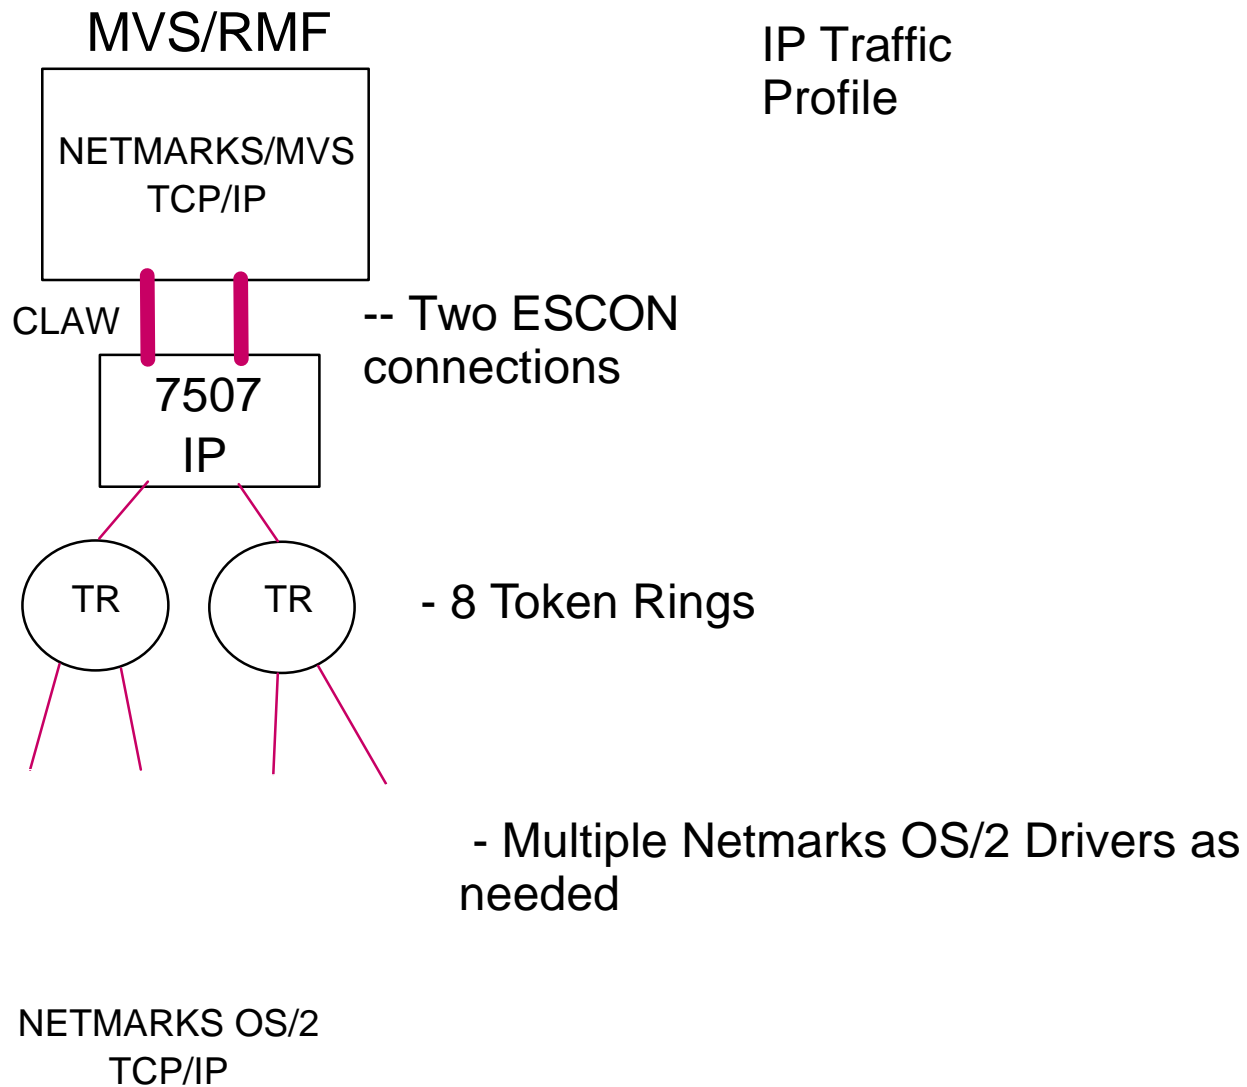 MVS/RMF
IP Traffic
Profile
NETMARKS/MVS
TCP/IP
CLAW
-- Two ESCON
connections
7507
IP
TR
TR
- 8 Token Rings
- Multiple Netmarks OS/2 Drivers as
needed
NETMARKS OS/2
TCP/IP